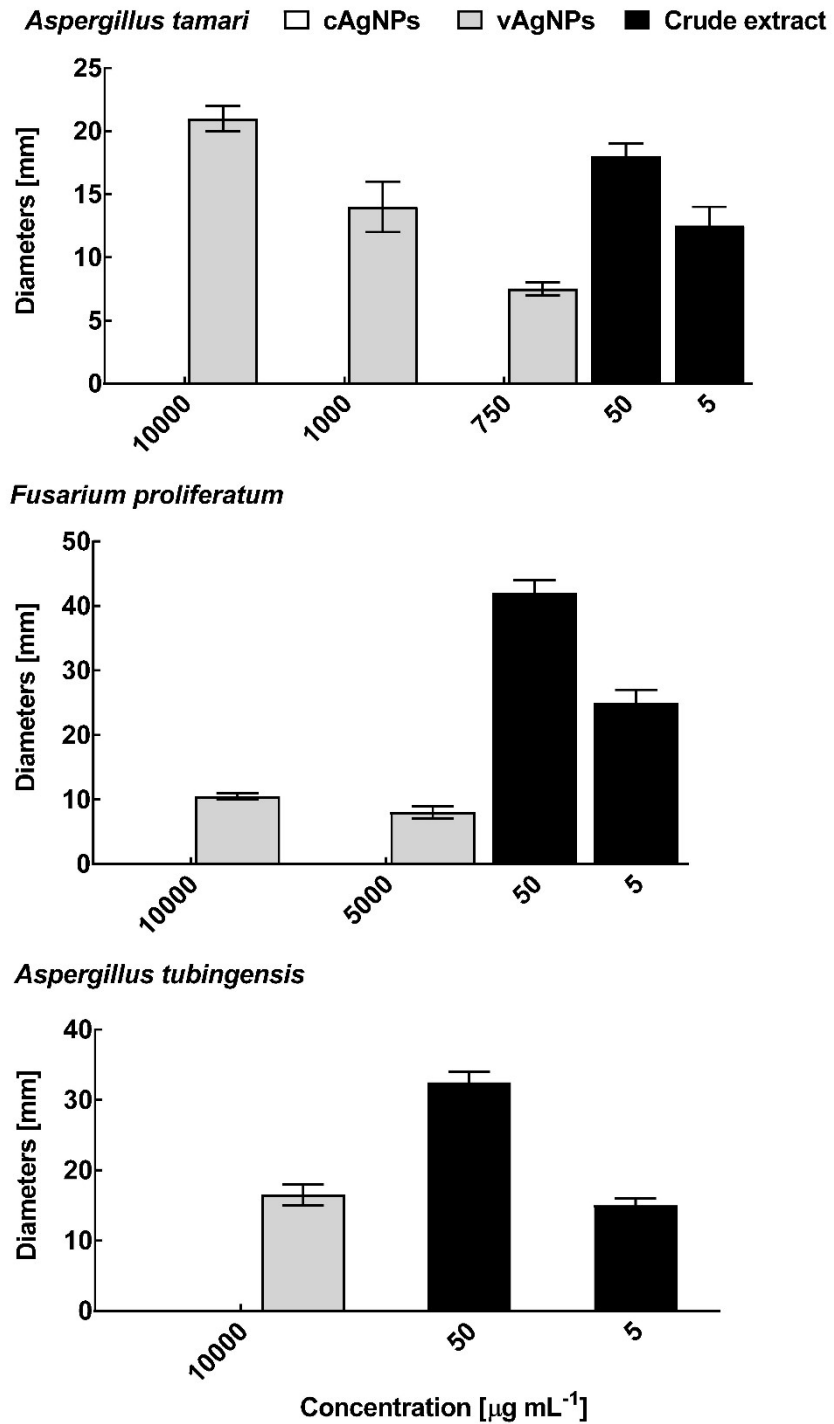 Aspergillus tamari cAgNPs vAgNPs Crude extract
25
20
15
10
5
0
Diameters [mm]
10000 1000 750 50 5
Fusarium proliferatum
50
40
30
20
10
0
Diameters [mm]
10000 5000 50 5
Aspergillus tubingensis
40
30
20
10
0
Diameters [mm]
10000 50 5
Concentration [µg mL⁻¹]